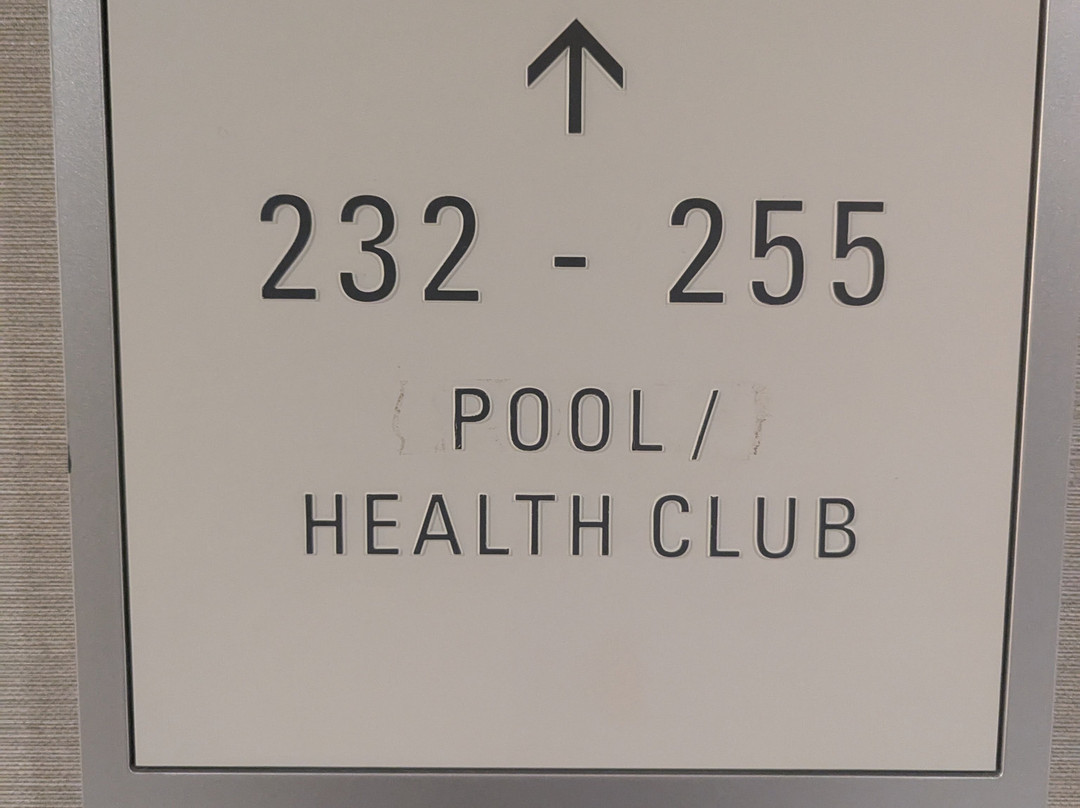 232 - 255
POOL /
HEALTH CLUB